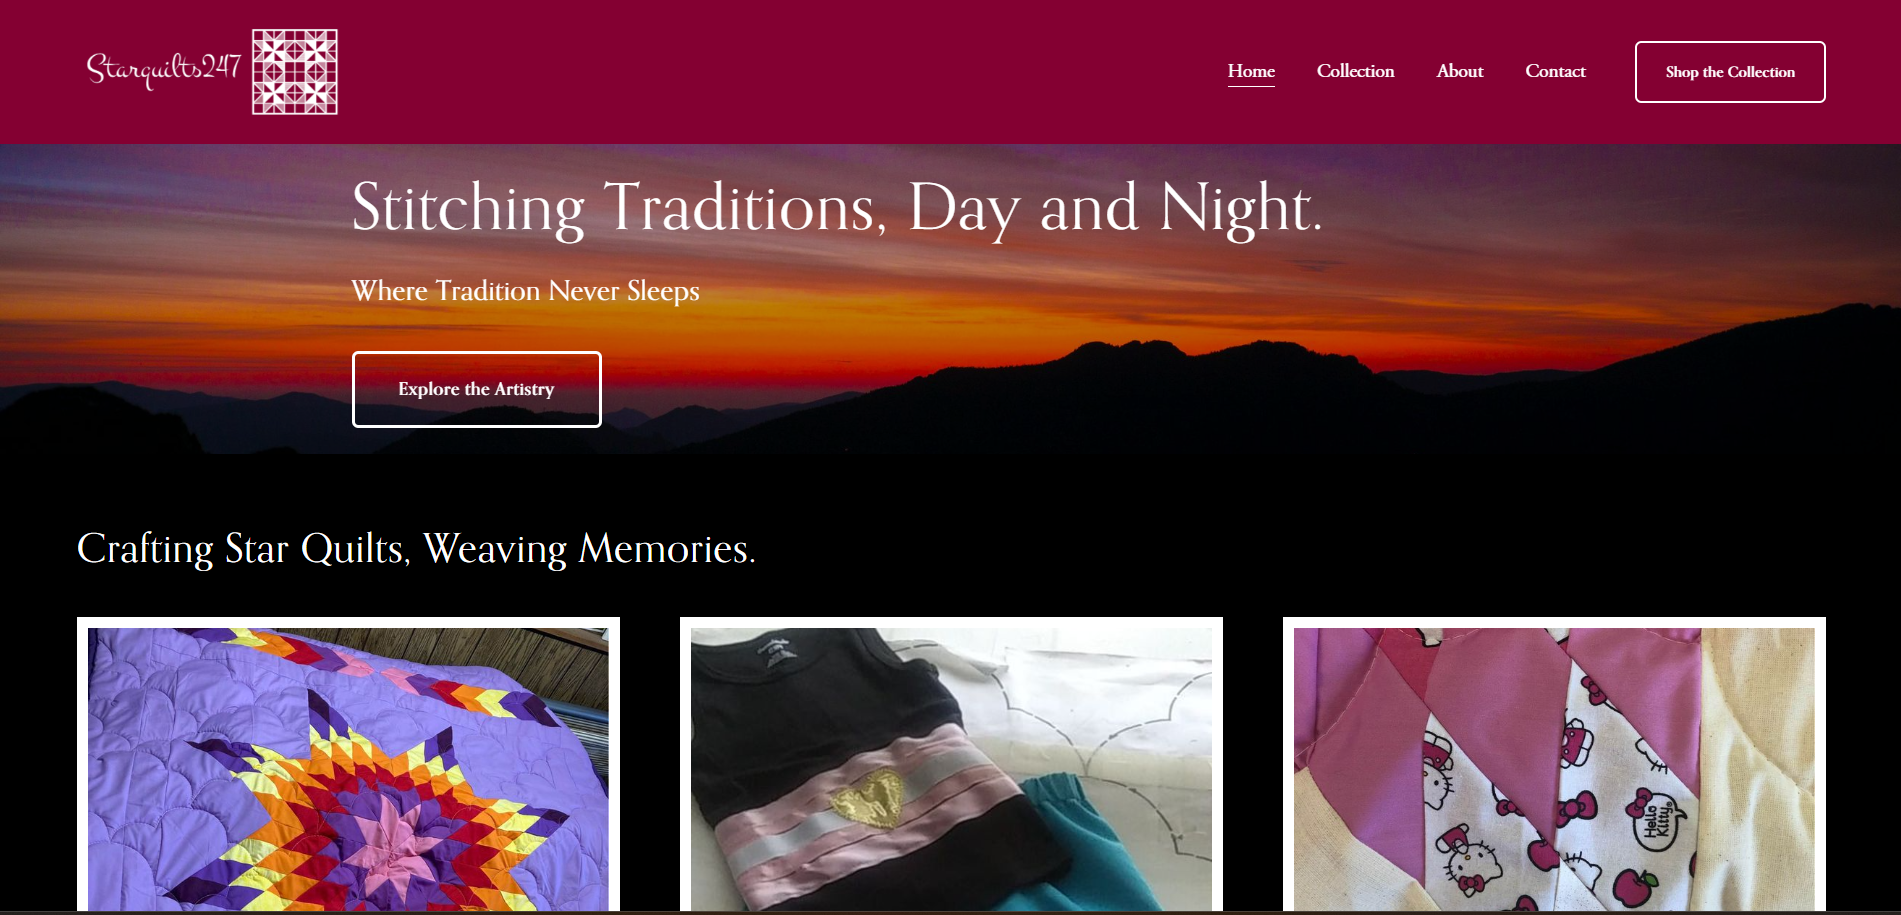 Starquilts247
Home
Collection
About
Contact
Shop the Collection
Stitching Traditions, Day and Night.
Where Tradition Never Sleeps
Explore the Artistry
Crafting Star Quilts, Weaving Memories.
Hello
Kitty